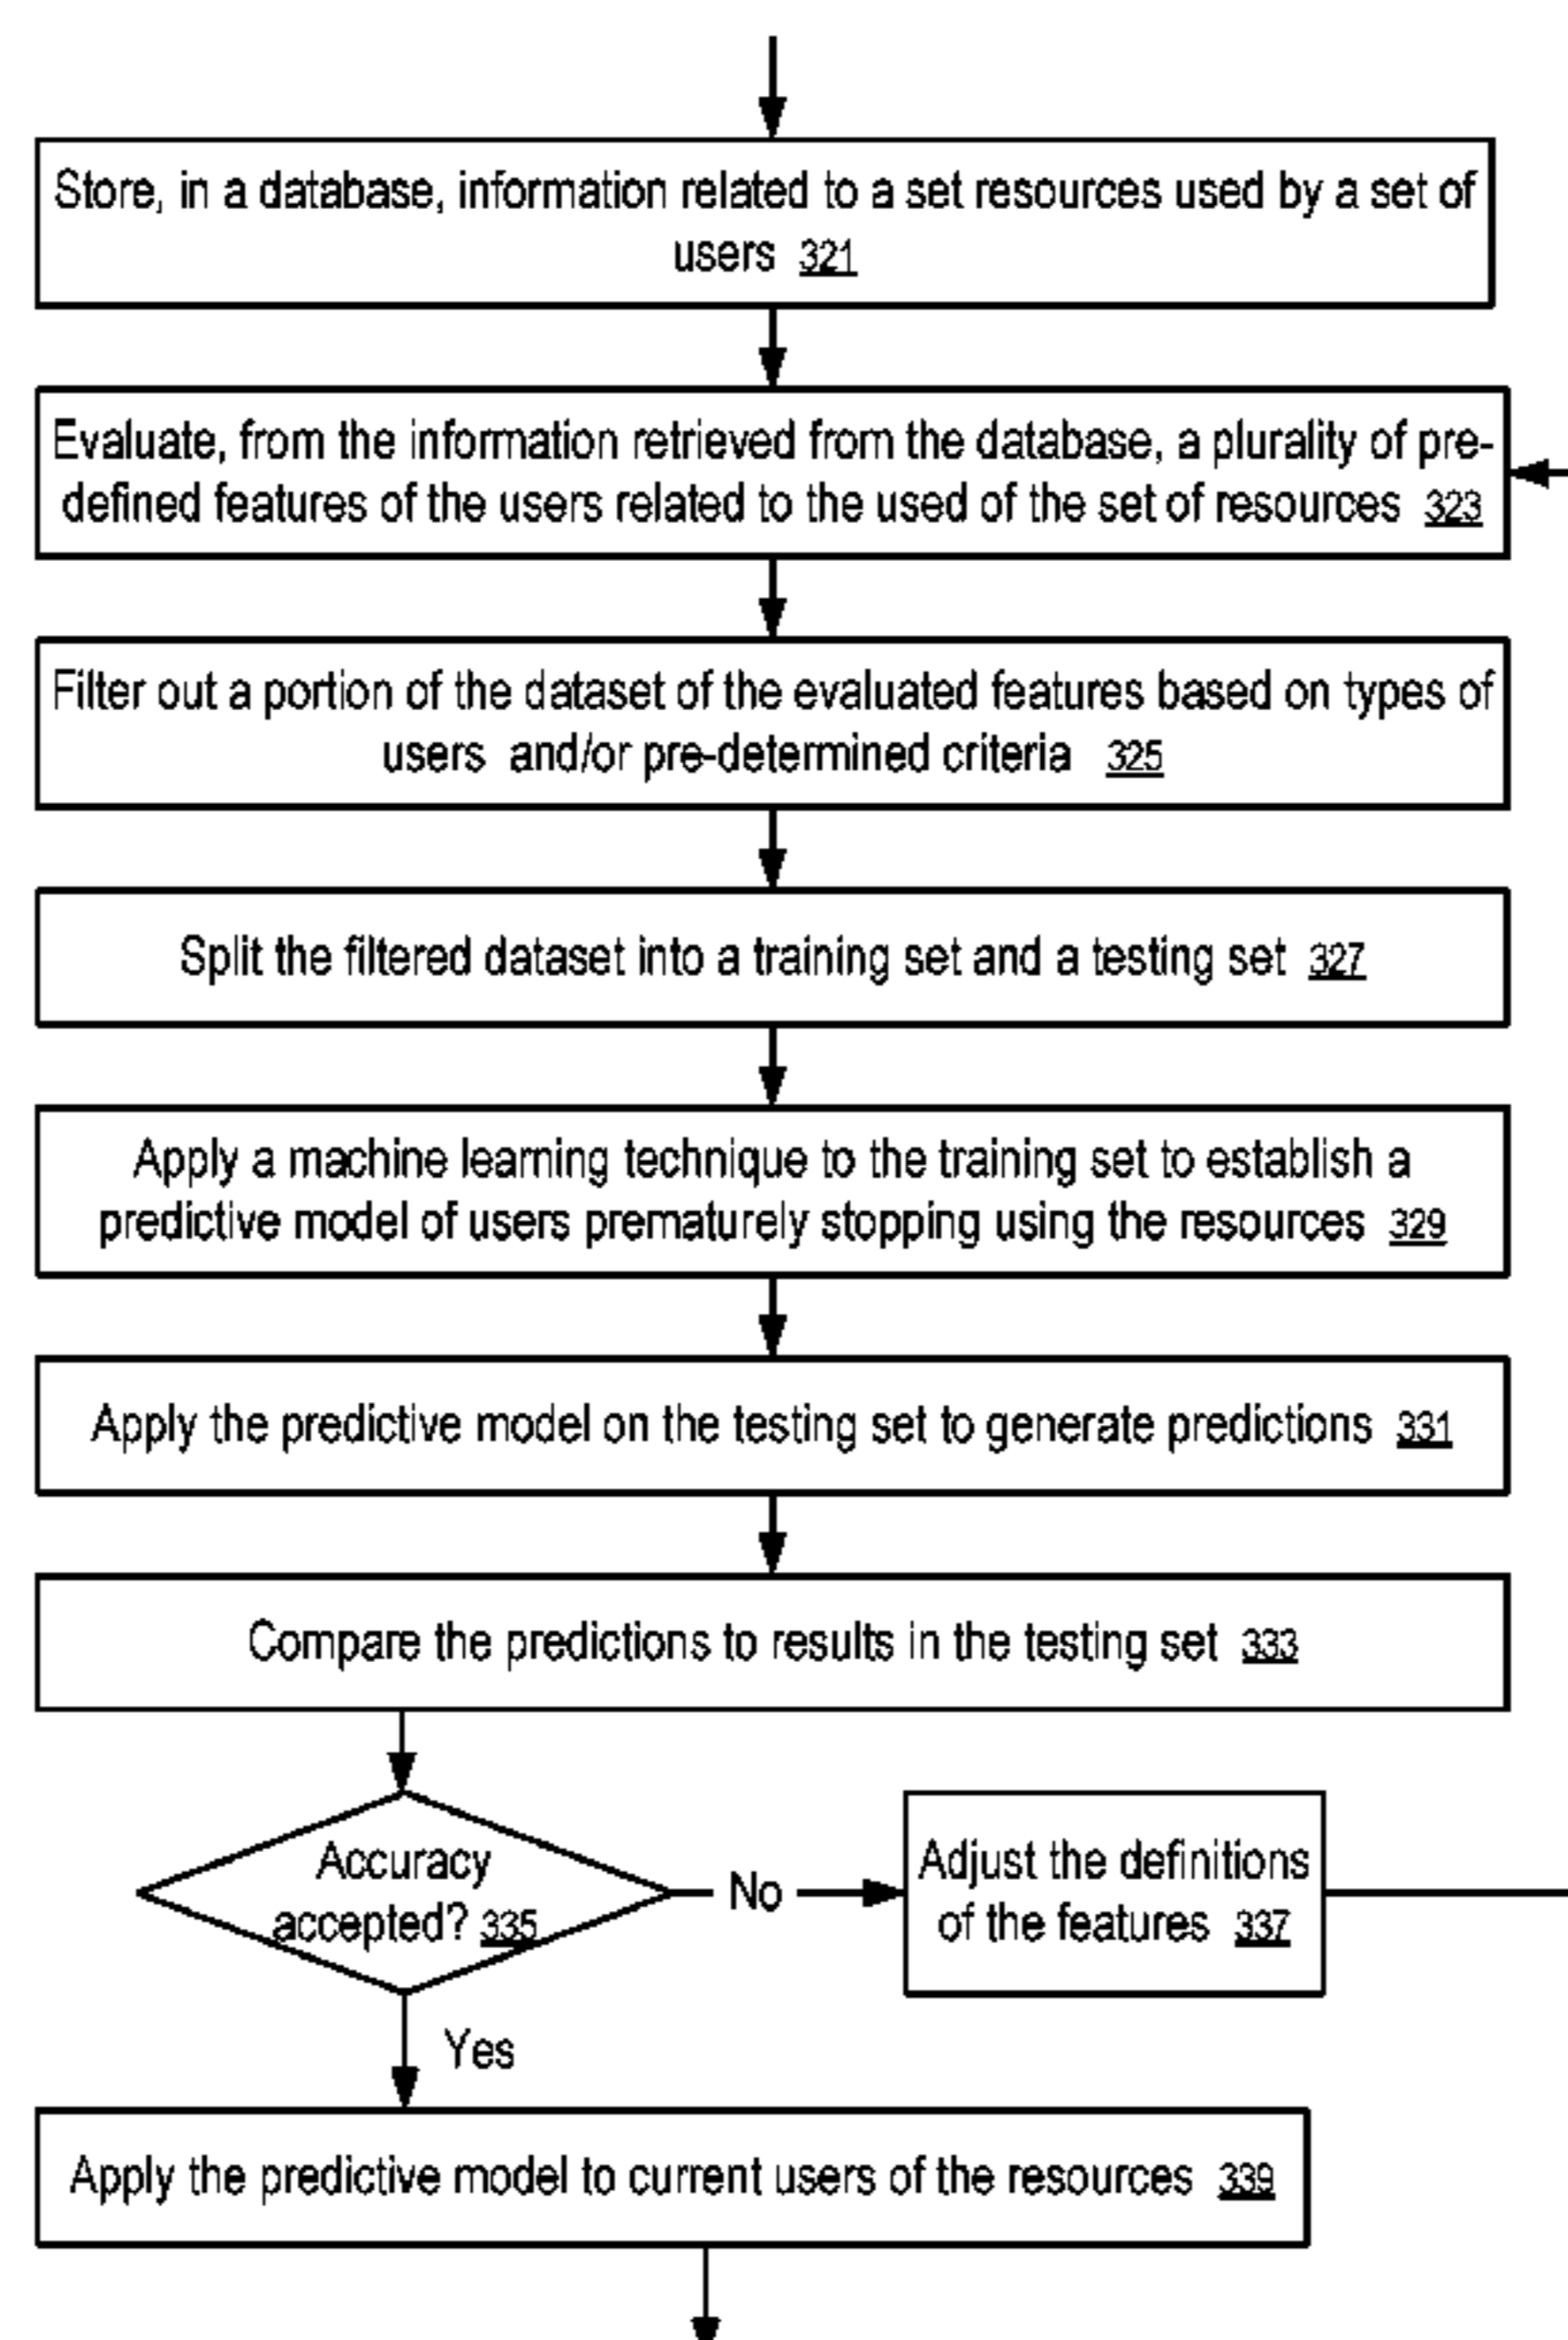 Store, in a database, information related to a set resources used by a set of
users 321
Evaluate, from the information retrieved from the database, a plurality of pre-
defined features of the users related to the used of the set of resources 323
Filter out a portion of the dataset of the evaluated features based on types of
users and/or pre-determined criteria 325
Split the filtered dataset into a training set and a testing set 327
Apply a machine learning technique to the training set to establish a
predictive model of users prematurely stopping using the resources 329
Apply the predictive model on the testing set to generate predictions 331
Compare the predictions to results in the testing set 333
Accuracy
accepted? 335
No
Adjust the definitions
of the features 337
Yes
Apply the predictive model to current users of the resources 339